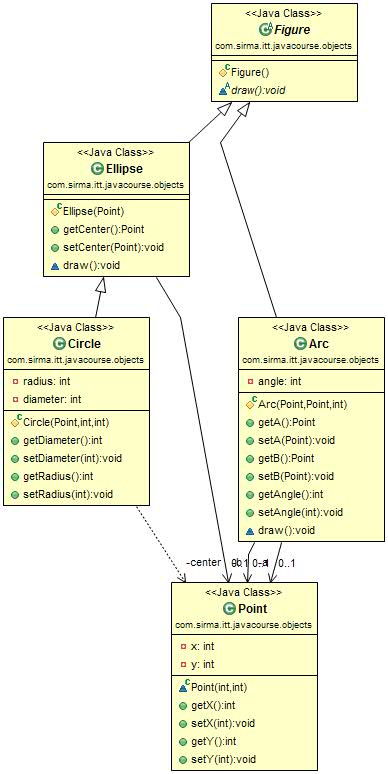 <<Java Class>>
Figure
com.sirma.itt.javacourse.objects
Figure()
draw():void
<<Java Class>>
Ellipse
com.sirma.itt.javacourse.objects
Ellipse(Point)
getCenter():Point
setCenter(Point):void
draw():void
<<Java Class>>
Circle
com.sirma.itt.javacourse.objects
radius: int
diameter: int
Circle(Point,int,int)
getDiameter():int
setDiameter(int):void
getRadius():int
setRadius(int):void
<<Java Class>>
Arc
com.sirma.itt.javacourse.objects
angle: int
Arc(Point,Point,int)
getA():Point
setA(Point):void
getB():Point
setB(Point):void
getAngle():int
setAngle(int):void
draw():void
-center 0..1
<<Java Class>>
Point
com.sirma.itt.javacourse.objects
x: int
y: int
Point(int,int)
getX():int
setX(int):void
getY():int
setY(int):void